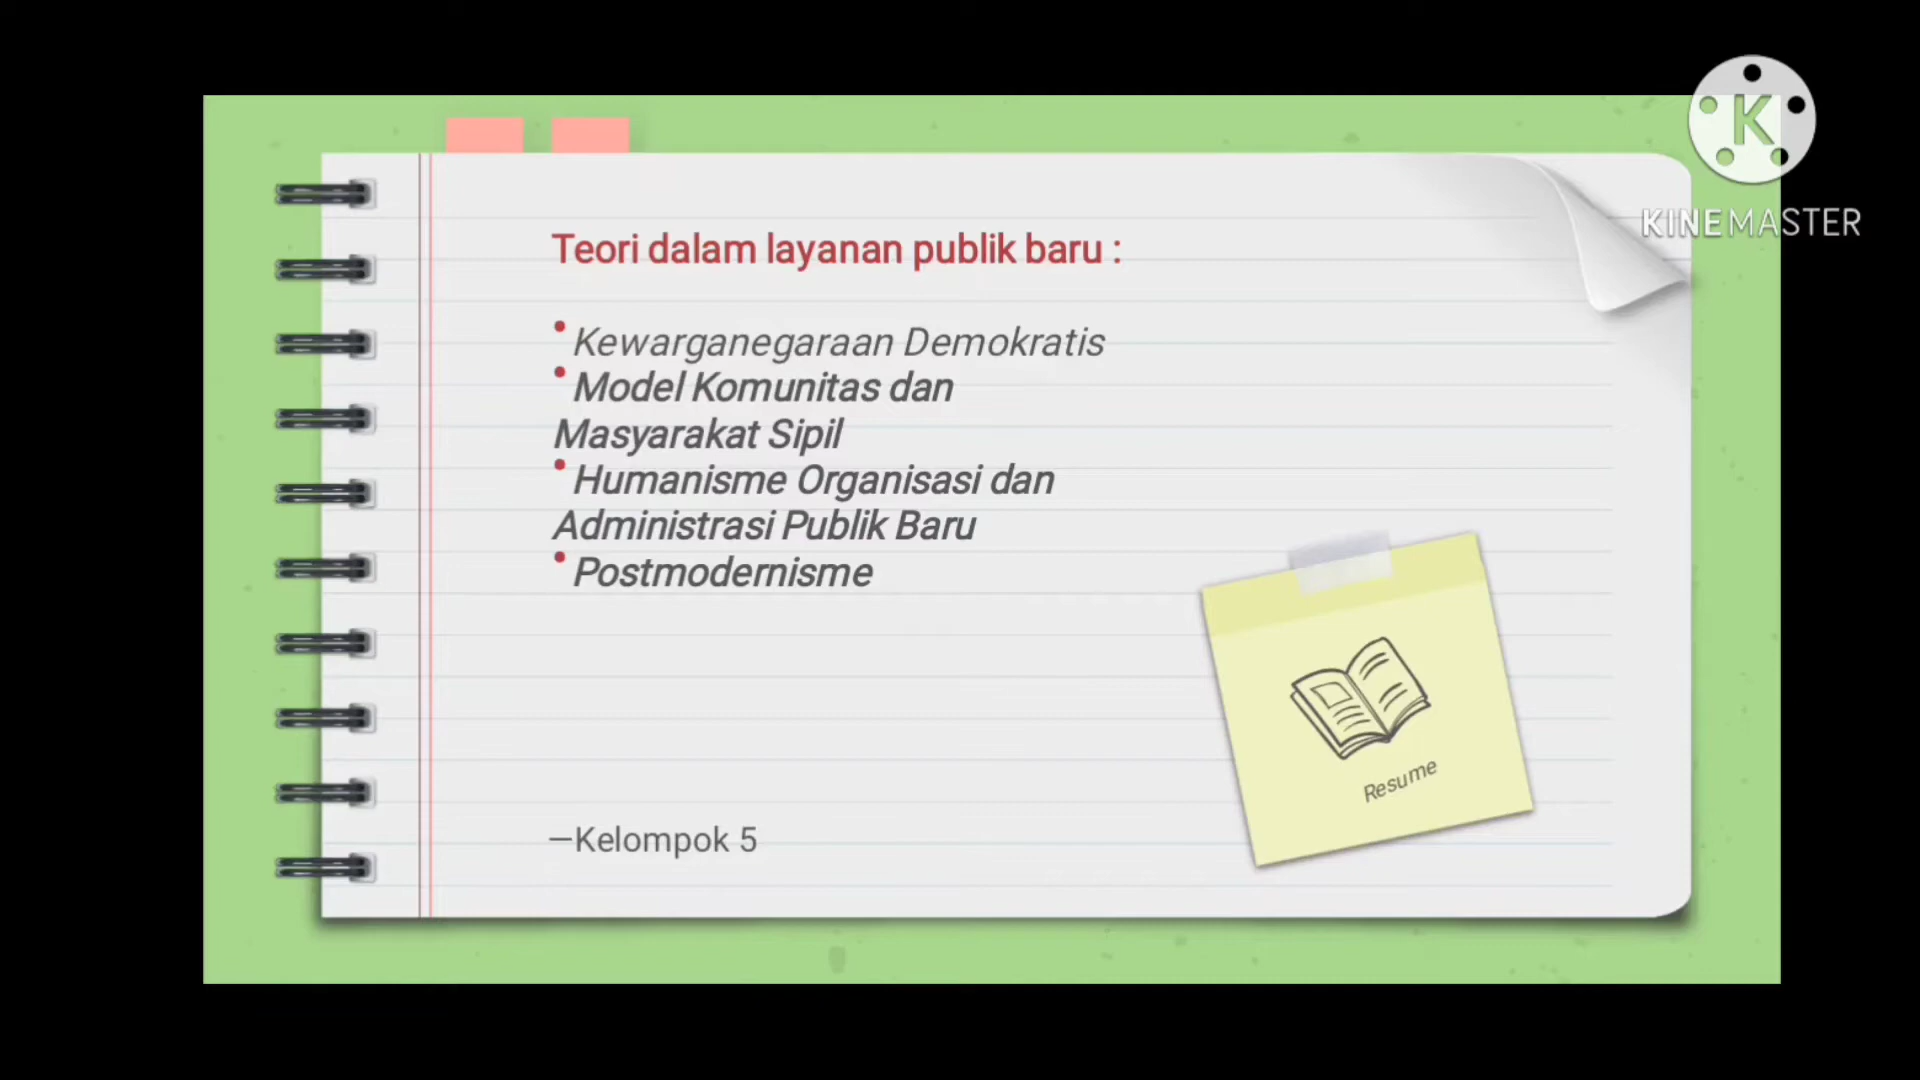 K
KINEMASTER
Teori dalam layanan publik baru :
• Kewarganegaraan Demokratis
• Model Komunitas dan
Masyarakat Sipil
• Humanisme Organisasi dan
Administrasi Publik Baru
• Postmodernisme
Resume
—Kelompok 5